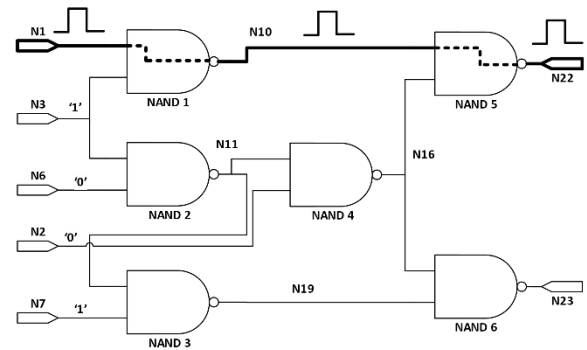 N1
N10
N22
NAND 1
NAND 5
N3
'1'
N11
N16
N6
'0'
NAND 2
NAND 4
N2
'0'
N19
N7
'1'
NAND 3
NAND 6
N23